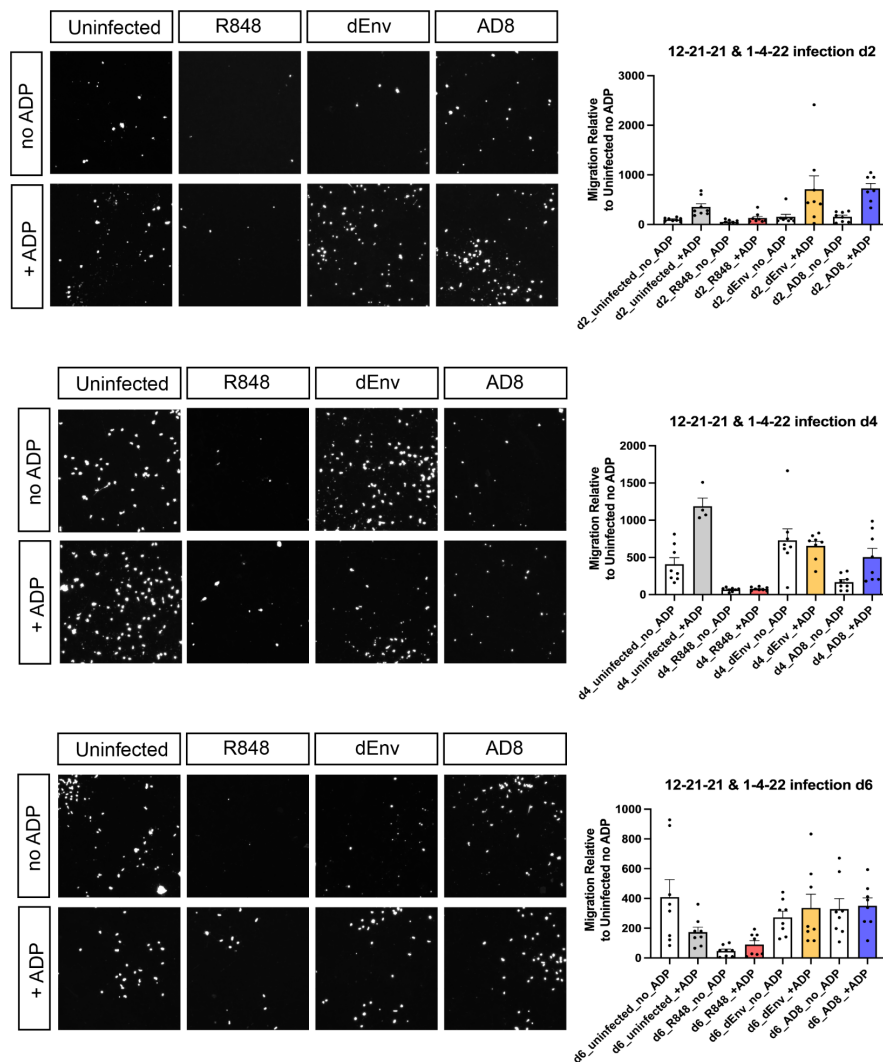 Uninfected
R848
dEnv
AD8
no ADP
+ ADP
12-21-21 & 1-4-22 infection d2
Migration Relative
to Uninfected no ADP
3000
2000
1000
0
d2_uninfected_no_ADP
d2_uninfected_+ADP
d2_R848_no_ADP
d2_R848_+ADP
d2_dEnv_no_ADP
d2_dEnv_+ADP
d2_AD8_no_ADP
d2_AD8_+ADP
Uninfected
R848
dEnv
AD8
no ADP
+ ADP
12-21-21 & 1-4-22 infection d4
Migration Relative
to Uninfected no ADP
2000
1500
1000
500
0
d4_uninfected_no_ADP
d4_uninfected_+ADP
d4_R848_no_ADP
d4_R848_+ADP
d4_dEnv_no_ADP
d4_dEnv_+ADP
d4_AD8_no_ADP
d4_AD8_+ADP
Uninfected
R848
dEnv
AD8
no ADP
+ ADP
12-21-21 & 1-4-22 infection d6
Migration Relative
to Uninfected no ADP
1000
800
600
400
200
0
d6_uninfected_no_ADP
d6_uninfected_+ADP
d6_R848_no_ADP
d6_R848_+ADP
d6_dEnv_no_ADP
d6_dEnv_+ADP
d6_AD8_no_ADP
d6_AD8_+ADP